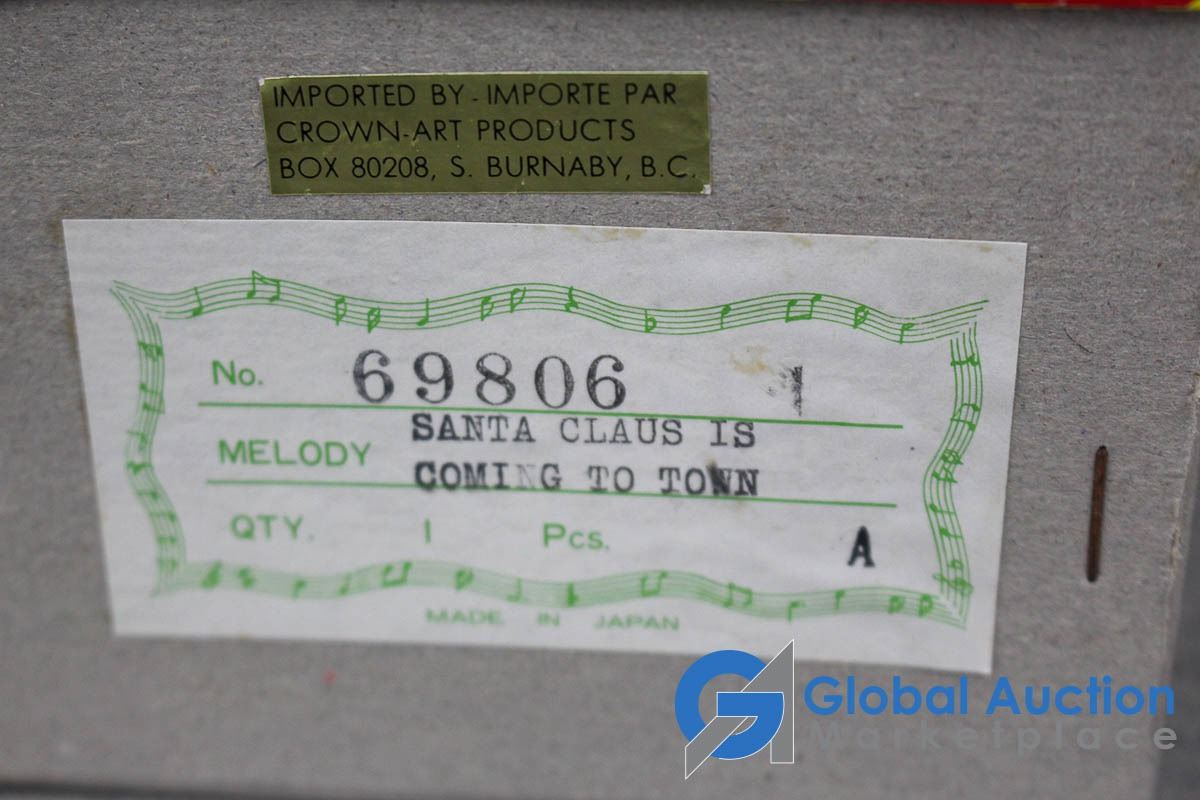 IMPORTED BY - IMPORTE PAR
CROWN-ART PRODUCTS
BOX 80208, S. BURNABY, B.C.
No. 69806 1
MELODY SANTA CLAUS IS
COMING TO TOWN
QTY. 1 Pcs. A
MADE IN JAPAN
Global Auction
Marketplace